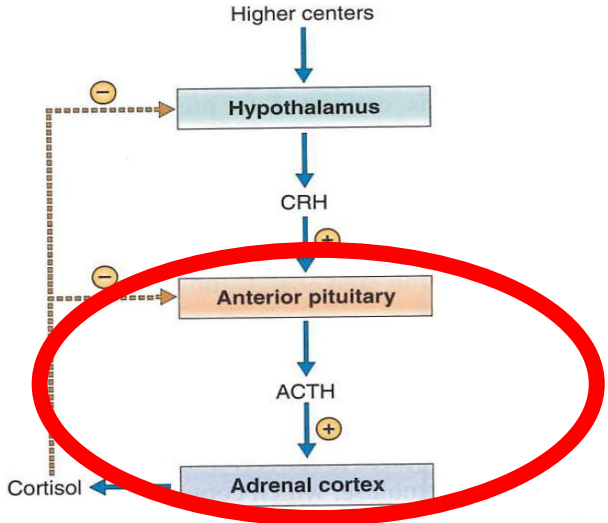 Higher centers
−
Hypothalamus
CRH
+
−
Anterior pituitary
ACTH
+
Cortisol
Adrenal cortex